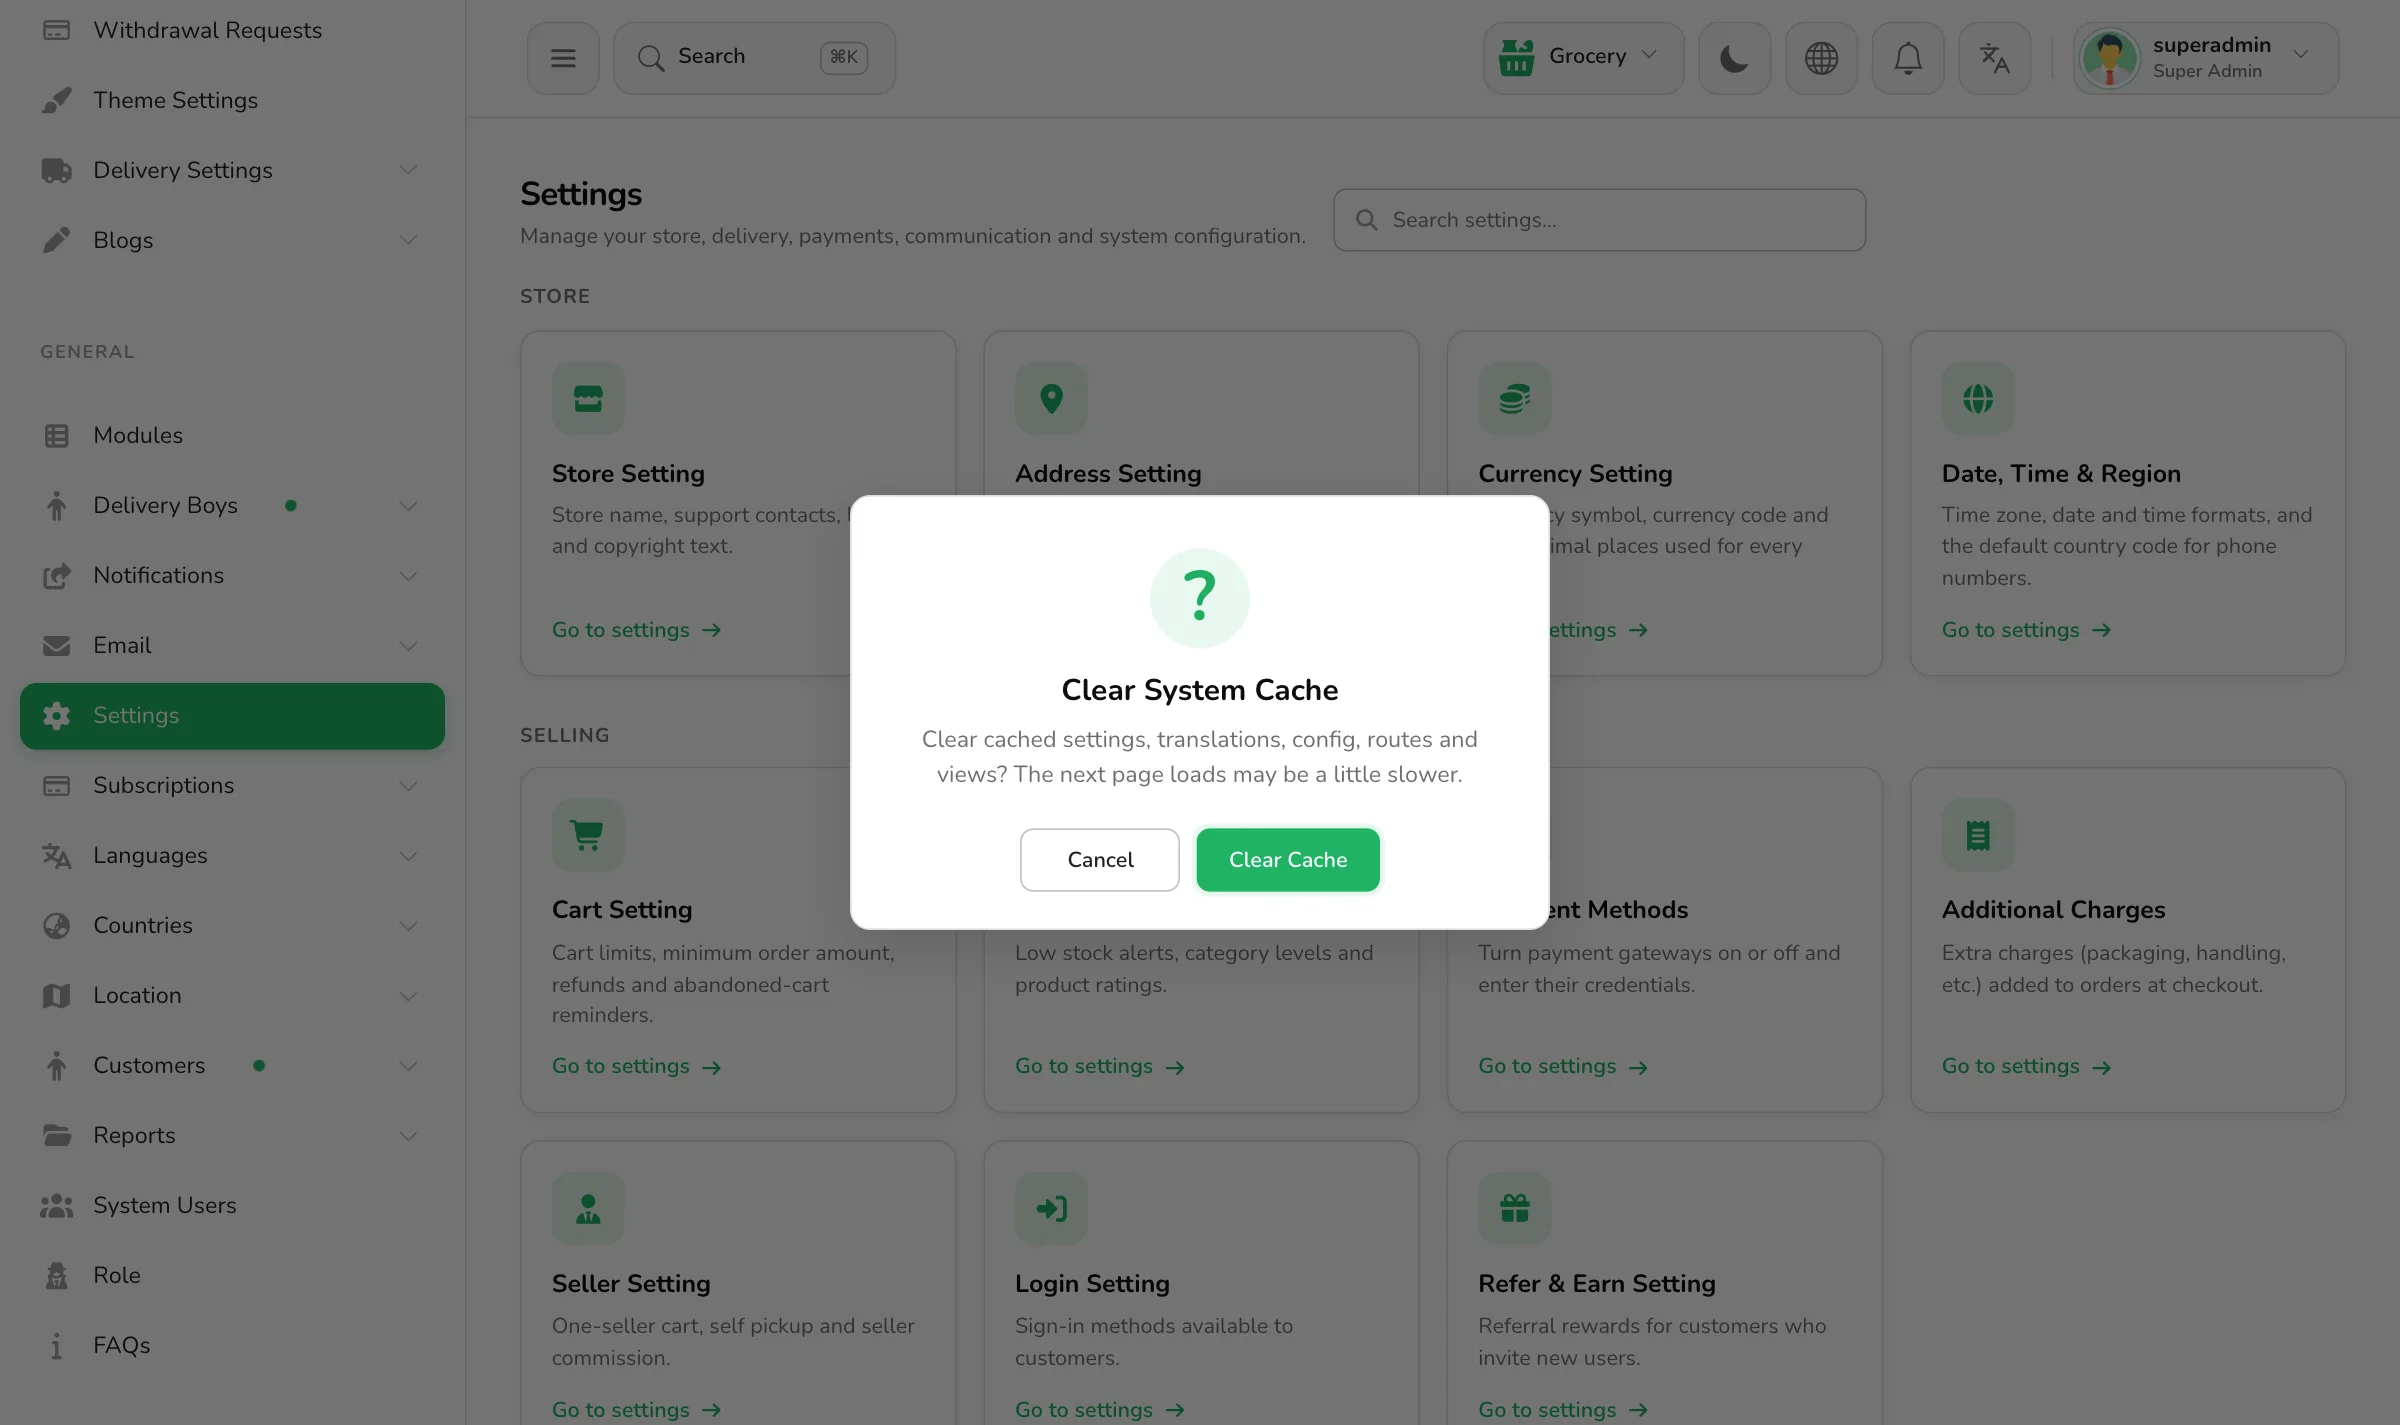 Withdrawal Requests
Theme Settings
Delivery Settings
Blogs
GENERAL
Modules
Delivery Boys
Notifications
Email
Settings
Subscriptions
Languages
Countries
Location
Customers
Reports
System Users
Role
FAQs
Search ⌘K
Grocery
superadmin
Super Admin
Settings
Manage your store, delivery, payments, communication and system configuration.
Search settings...
STORE
Store Setting
Store name, support contacts,
and copyright text.
Go to settings
Address Setting
Currency Setting
symbol, currency code and
places used for every
Date, Time & Region
Time zone, date and time formats, and
the default country code for phone
numbers.
Go to settings
?
Clear System Cache
Clear cached settings, translations, config, routes and
views? The next page loads may be a little slower.
Cancel
Clear Cache
SELLING
Cart Setting
Cart limits, minimum order amount,
refunds and abandoned-cart
reminders.
Go to settings
Low stock alerts, category levels and
product ratings.
Go to settings
Methods
Turn payment gateways on or off and
enter their credentials.
Go to settings
Additional Charges
Extra charges (packaging, handling,
etc.) added to orders at checkout.
Go to settings
Seller Setting
One-seller cart, self pickup and seller
commission.
Go to settings
Login Setting
Sign-in methods available to
customers.
Go to settings
Refer & Earn Setting
Referral rewards for customers who
invite new users.
Go to settings